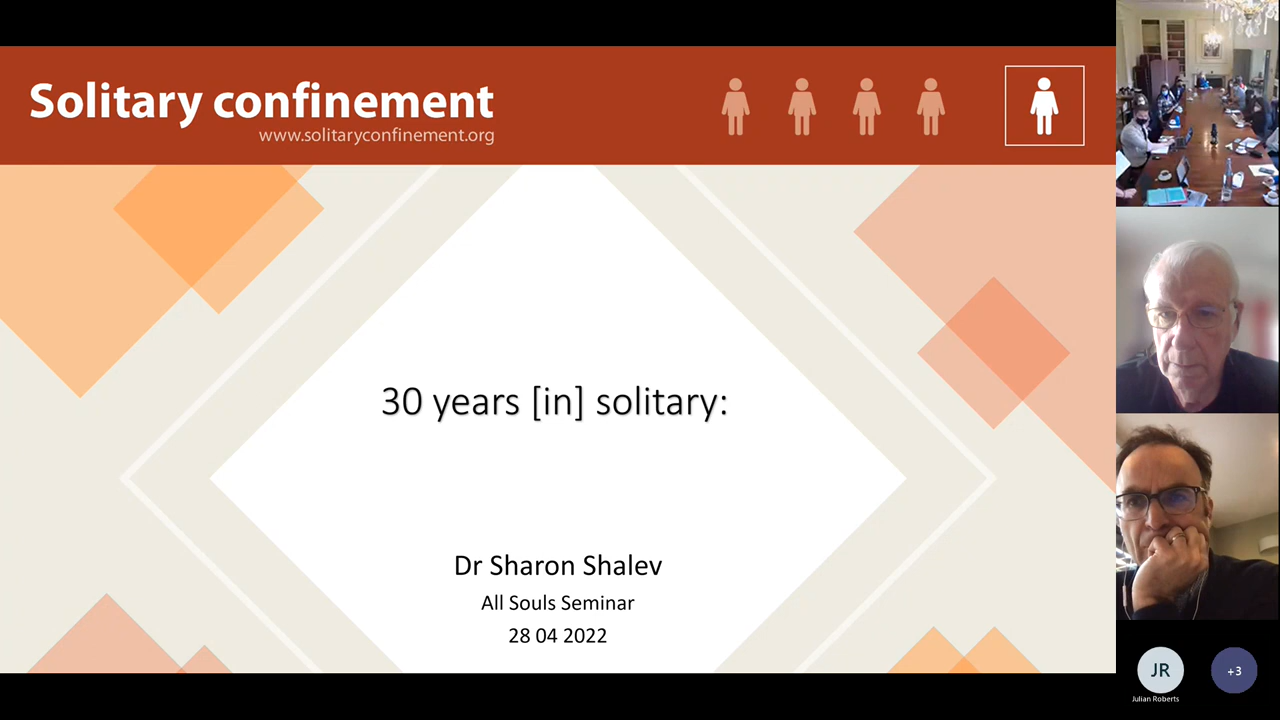 Solitary confinement
www.solitaryconfinement.org
30 years [in] solitary:
Dr Sharon Shalev
All Souls Seminar
28 04 2022
JR
Julian Roberts
+3